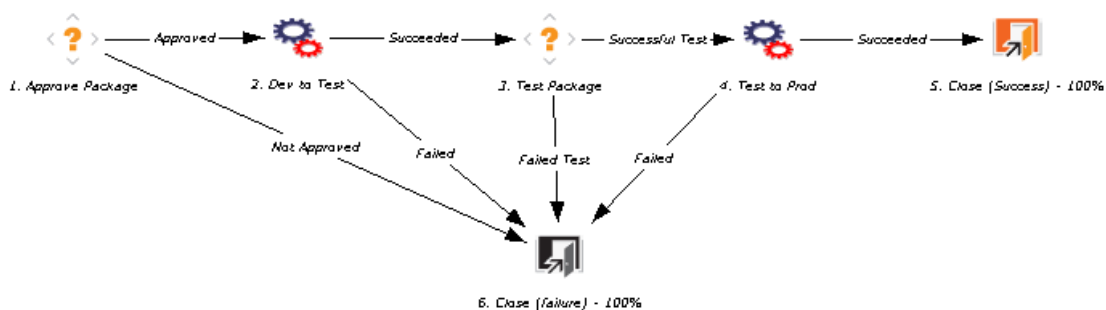 Approved
Succeeded
Successful Test
Succeeded
1. Approve Package
2. Dev to Test
3. Test Package
4. Test to Prod
5. Close (Success) - 100%
Not Approved
Failed
Failed Test
Failed
6. Close (failure) - 100%